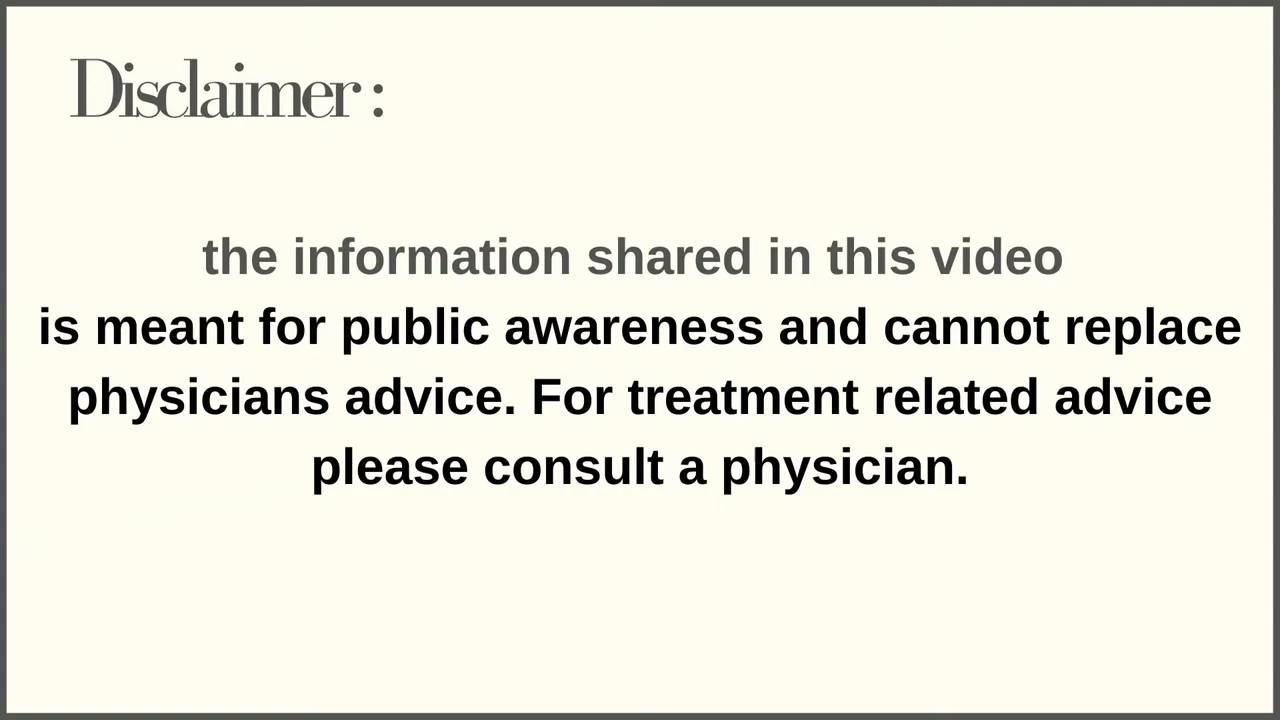 Disclaimer :
the information shared in this video
is meant for public awareness and cannot replace
physicians advice. For treatment related advice
please consult a physician.